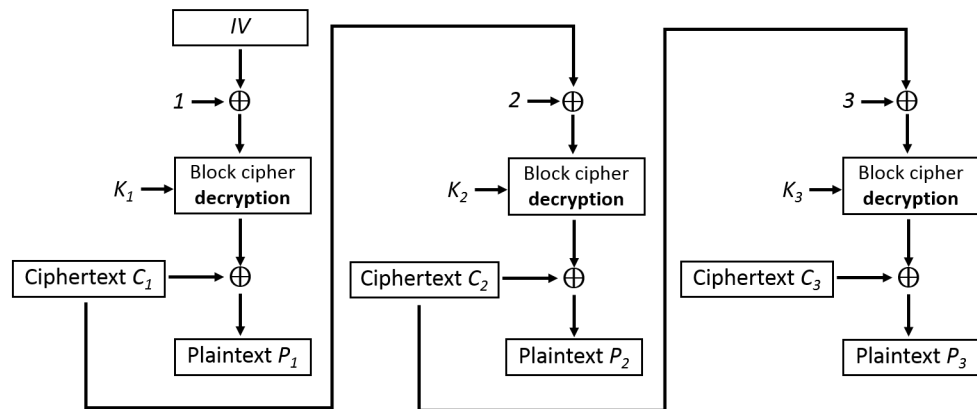 IV
1
2
3
Block cipher
decryption
Block cipher
decryption
Block cipher
decryption
K₁
K₂
K₃
Ciphertext C₁
Ciphertext C₂
Ciphertext C₃
Plaintext P₁
Plaintext P₂
Plaintext P₃